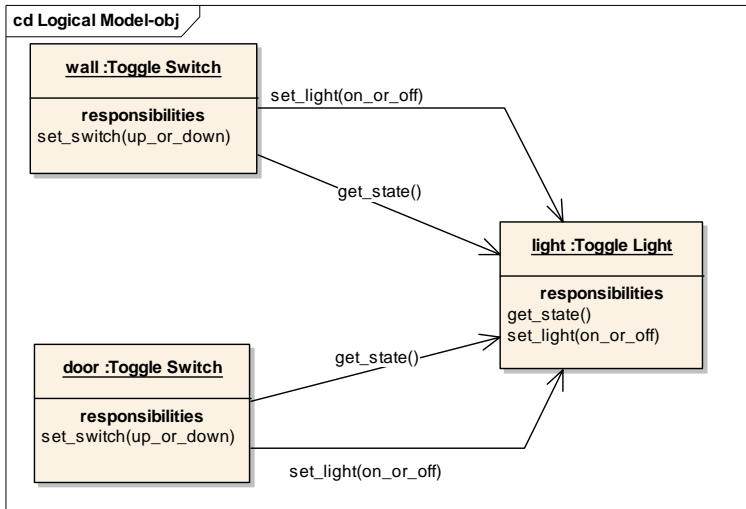 cd Logical Model-obj
wall :Toggle Switch
responsibilities
set_switch(up_or_down)
set_light(on_or_off)
get_state()
light :Toggle Light
responsibilities
get_state()
set_light(on_or_off)
door :Toggle Switch
responsibilities
set_switch(up_or_down)
get_state()
set_light(on_or_off)